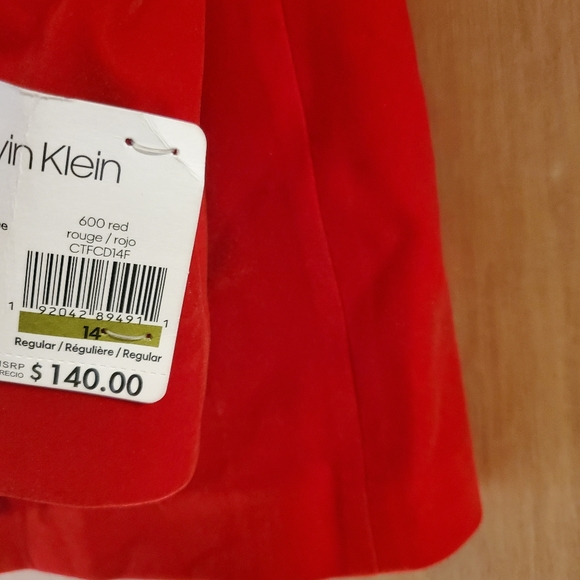 vin Klein
600 red
rouge / rojo
CTFCD14F
1 92042 89491 1
14
Regular / Régulière / Regular
$ 140.00